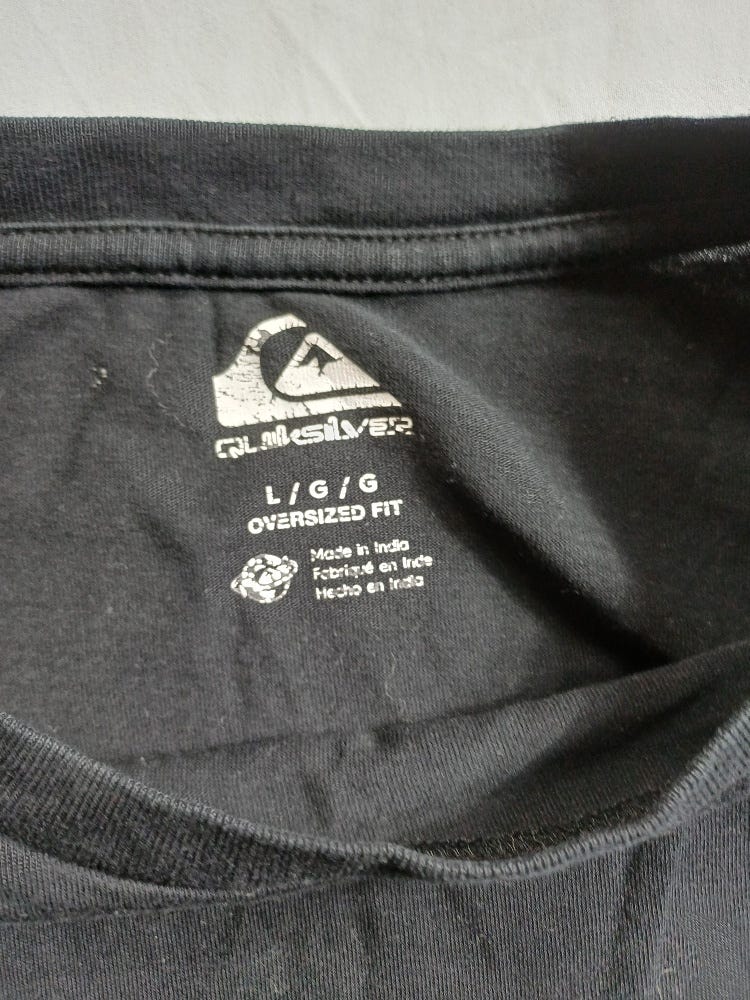 QUIKSILVER
L / G / G
OVERSIZED FIT
Made in India
Fabriqué en Inde
Hecho en India